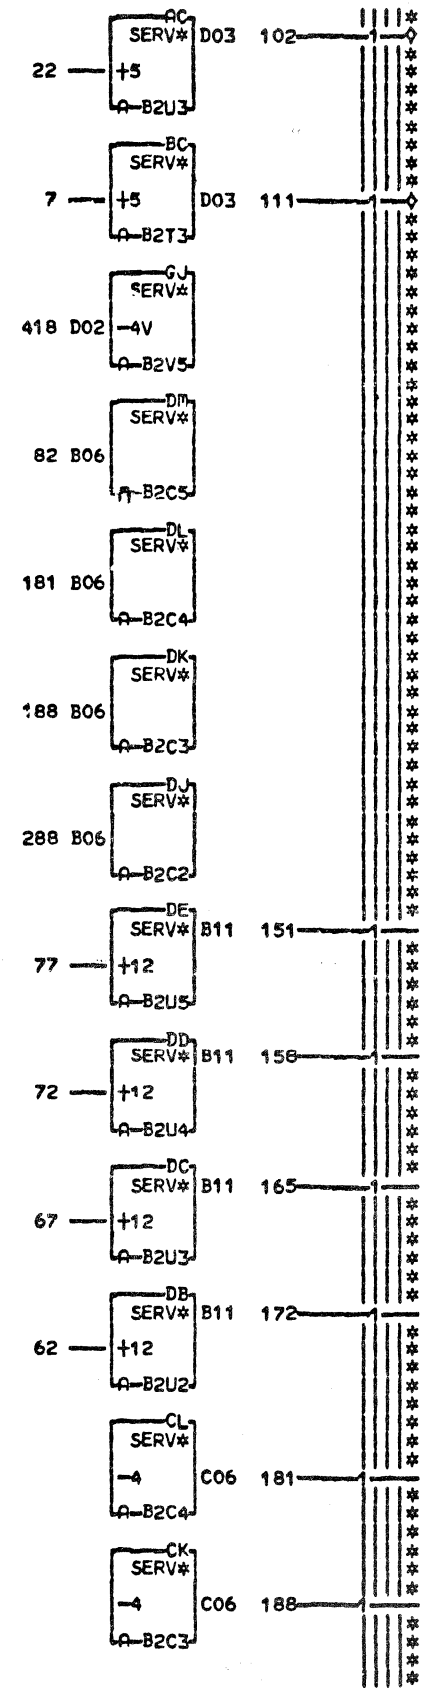 AC
SERV* D03 102
22 +5
A B2U3
BC
SERV*
7 +5 D03 111
A B2T3
GJ
SERV*
418 D02 -4V
A B2V5
DM
SERV*
82 B06
A B2C5
DL
SERV*
181 B06
A B2C4
DK
SERV*
188 B06
A B2C3
DJ
SERV*
288 B06
A B2C2
DE
SERV* B11 151
77 +12
A B2U5
DD
SERV* B11 158
72 +12
A B2U4
DC
SERV* B11 165
67 +12
A B2U3
DB
SERV* B11 172
62 +12
A B2U2
CL
SERV*
-4 C06 181
A B2C4
CK
SERV*
-4 C06 188
A B2C3